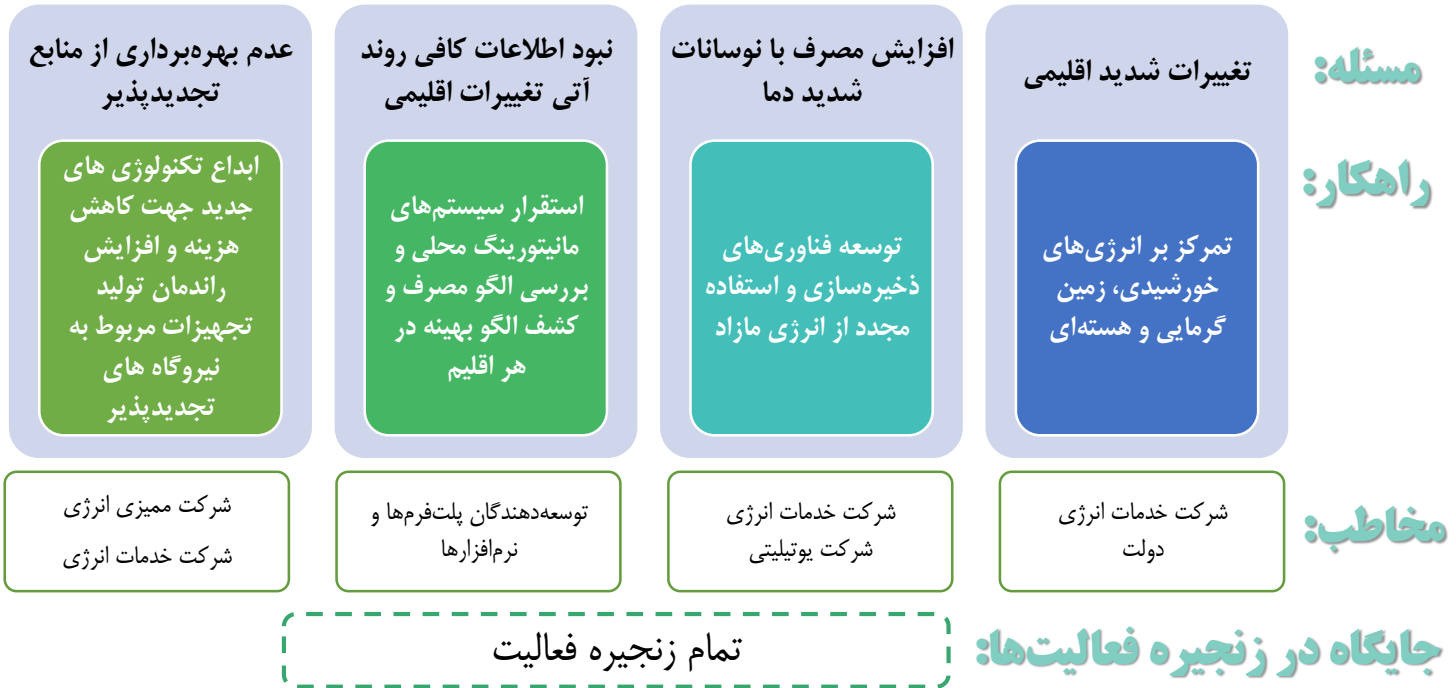 مسئله:
تغییرات شدید اقلیمی
افزایش مصرف با نوسانات
شدید دما
نبود اطلاعات کافی روند
آتی تغییرات اقلیمی
عدم بهره‌برداری از منابع
تجدیدپذیر
راهکار:
تمرکز بر انرژی‌های
خورشیدی، زمین
گرمایی و هسته‌ای
توسعه فناوری‌های
ذخیره‌سازی و استفاده
مجدد از انرژی مازاد
استقرار سیستم‌های
مانیتورینگ محلی و
بررسی الگو مصرف و
کشف الگو بهینه در
هر اقلیم
ابداع تکنولوژی های
جدید جهت کاهش
هزینه و افزایش
راندمان تولید
تجهیزات مربوط به
نیروگاه های
تجدیدپذیر
مخاطب:
شرکت خدمات انرژی
دولت
شرکت خدمات انرژی
شرکت یوتیلیتی
توسعه‌دهندگان پلت‌فرم‌ها و
نرم‌افزارها
شرکت ممیزی انرژی
شرکت خدمات انرژی
جایگاه در زنجیره فعالیت‌ها:
تمام زنجیره فعالیت